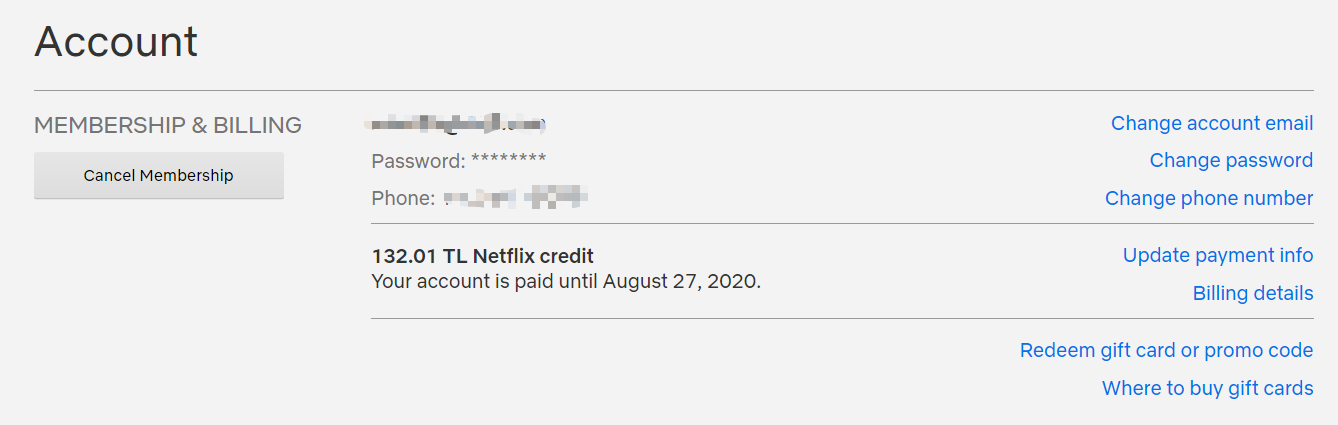 Account
MEMBERSHIP & BILLING
Cancel Membership
Change account email
Password: ********
Change password
Phone:
Change phone number
132.01 TL Netflix credit
Your account is paid until August 27, 2020.
Update payment info
Billing details
Redeem gift card or promo code
Where to buy gift cards